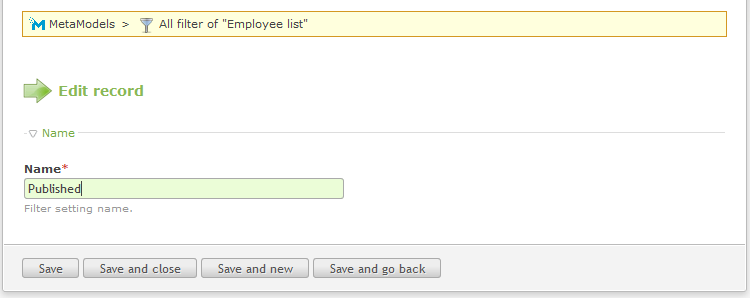 MetaModels > All filter of "Employee list"
Edit record
Name
Name*
Published
Filter setting name.
Save Save and close Save and new Save and go back